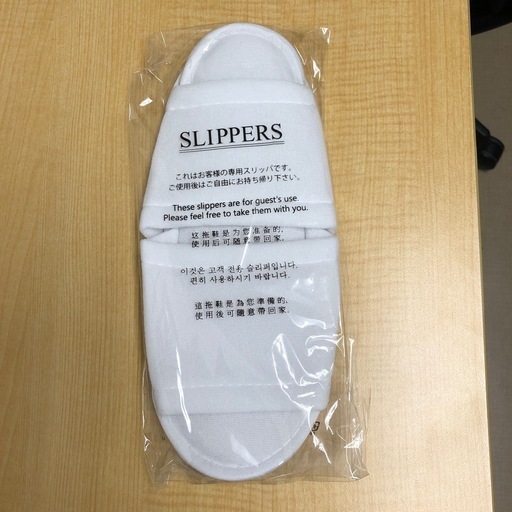 SLIPPERS
これはお客様の専用スリッパです。
ご使用後はご自由にお持ち帰り下さい。
These slippers are for guest's use.
Please feel free to take them with you.
这拖鞋是为您准备的,
使用后可随意带回家。
이것은 고객 전용 슬리퍼입니다.
편히 사용하시기 바랍니다.
這拖鞋是為您準備的,
使用後可隨意帶回家。